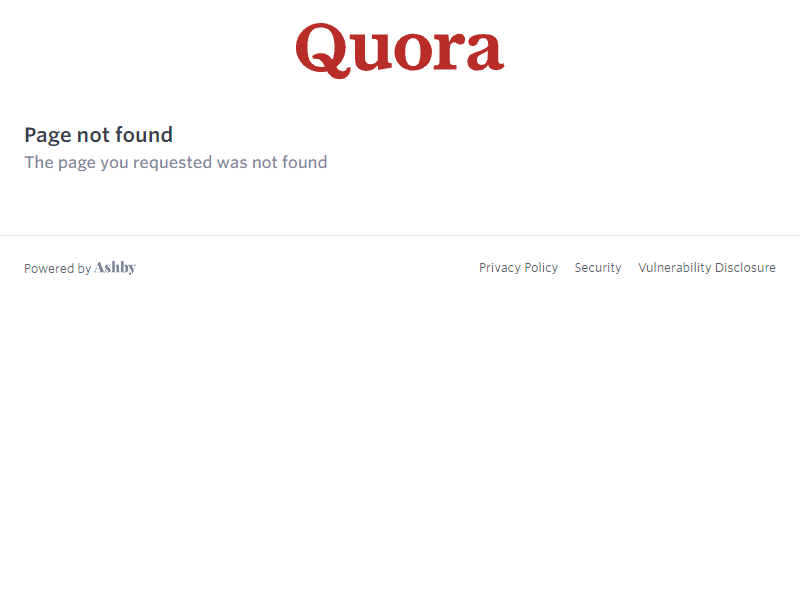 Quora
Page not found
The page you requested was not found
Powered by Ashby
Privacy Policy Security Vulnerability Disclosure